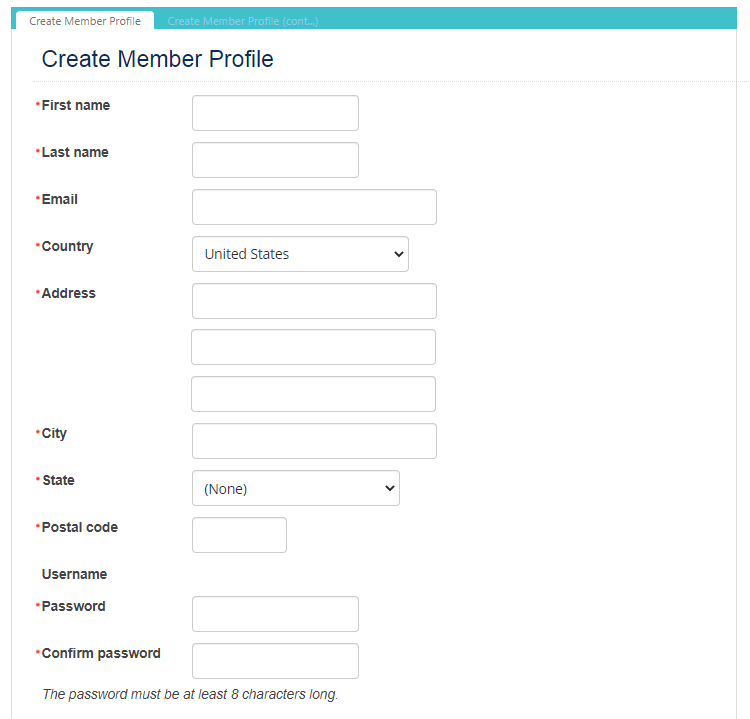 Create Member Profile Create Member Profile (cont...)
Create Member Profile
*First name
*Last name
*Email
*Country United States
*Address
*City
*State (None)
*Postal code
Username
*Password
*Confirm password
The password must be at least 8 characters long.